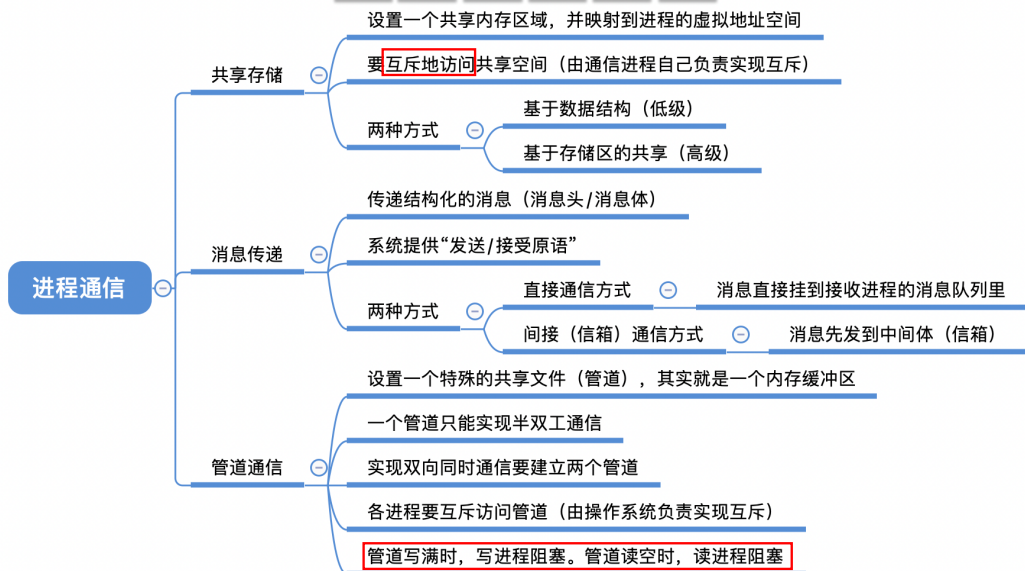 设置一个共享内存区域，并映射到进程的虚拟地址空间
共享存储
要互斥地访问共享空间（由通信进程自己负责实现互斥）
两种方式
基于数据结构（低级）
基于存储区的共享（高级）
传递结构化的消息（消息头/消息体）
消息传递
系统提供“发送/接受原语”
两种方式
直接通信方式
消息直接挂到接收进程的消息队列里
间接（信箱）通信方式
消息先发到中间体（信箱）
进程通信
设置一个特殊的共享文件（管道），其实就是一个内存缓冲区
一个管道只能实现半双工通信
管道通信
实现双向同时通信要建立两个管道
各进程要互斥访问管道（由操作系统负责实现互斥）
管道写满时，写进程阻塞。管道读空时，读进程阻塞